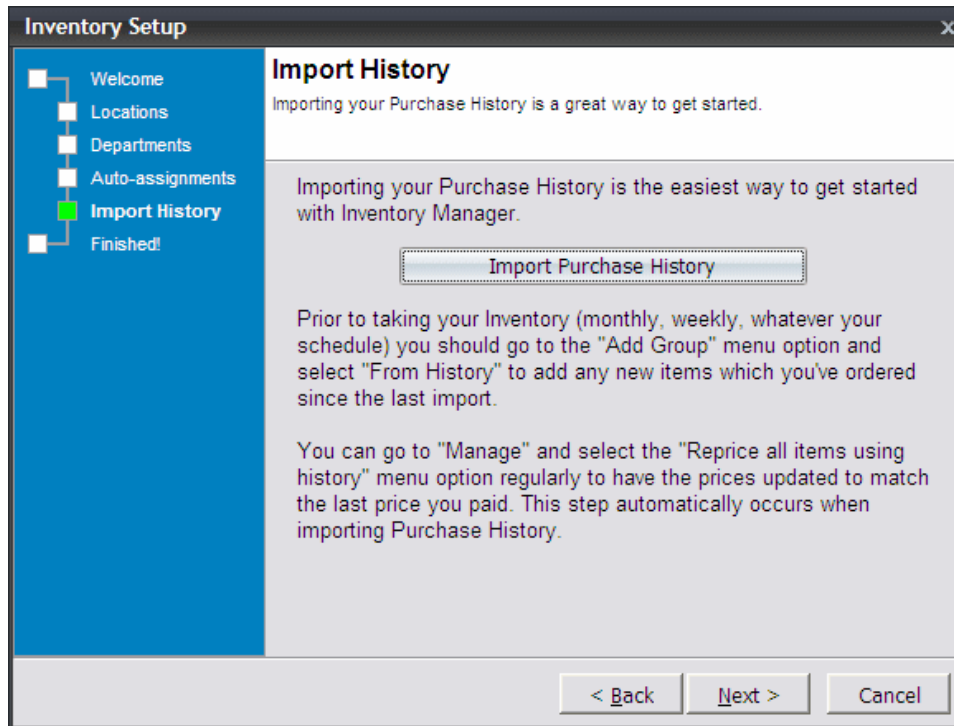 Inventory Setup
x
Welcome
Locations
Departments
Auto-assignments
Import History
Finished!
Import History
Importing your Purchase History is a great way to get started.
Importing your Purchase History is the easiest way to get started
with Inventory Manager.
Import Purchase History
Prior to taking your Inventory (monthly, weekly, whatever your
schedule) you should go to the "Add Group" menu option and
select "From History" to add any new items which you've ordered
since the last import.
You can go to "Manage" and select the "Reprice all items using
history" menu option regularly to have the prices updated to match
the last price you paid. This step automatically occurs when
importing Purchase History.
< Back
Next >
Cancel